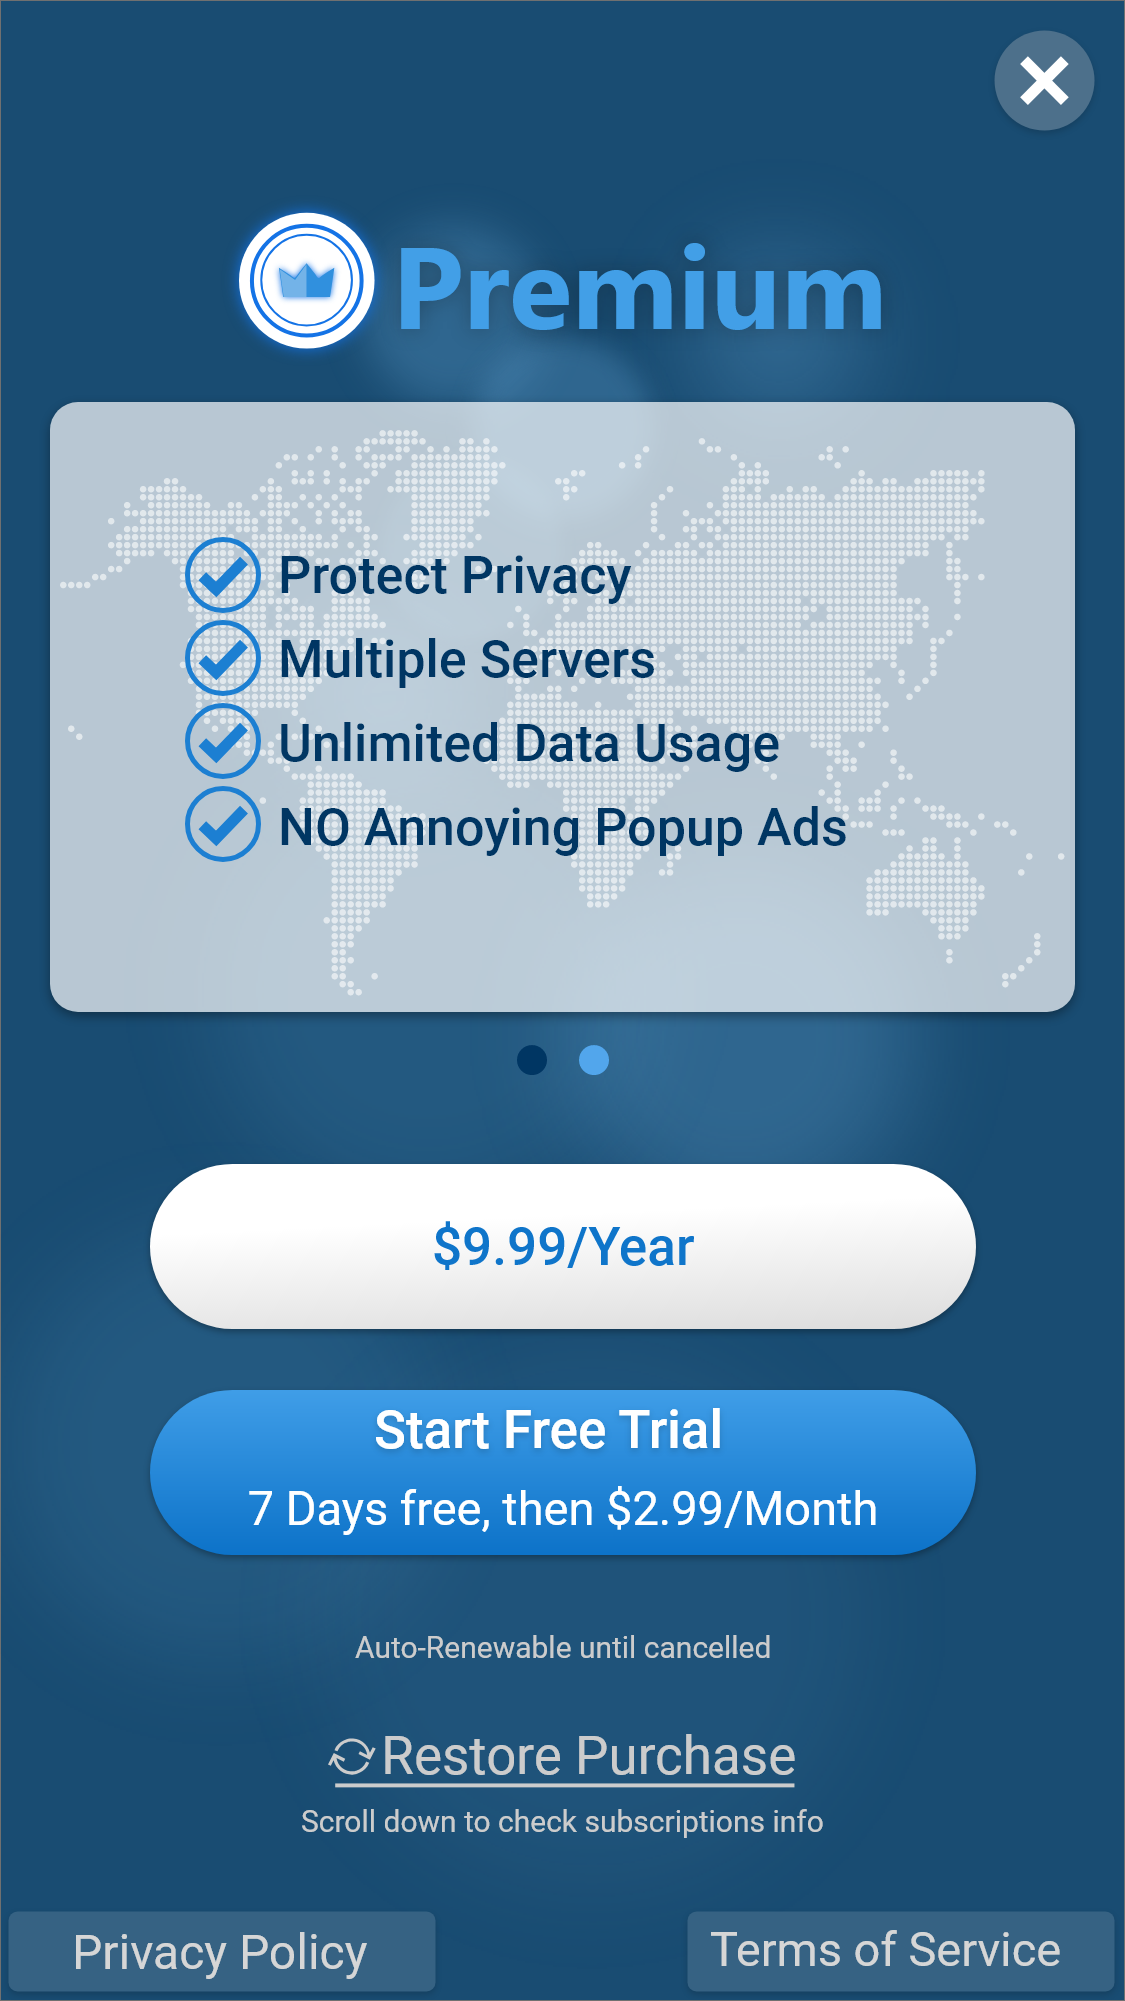 Premium
Protect Privacy
Multiple Servers
Unlimited Data Usage
NO Annoying Popup Ads
$9.99/Year
Start Free Trial
7 Days free, then $2.99/Month
Auto-Renewable until cancelled
Restore Purchase
Scroll down to check subscriptions info
Privacy Policy
Terms of Service